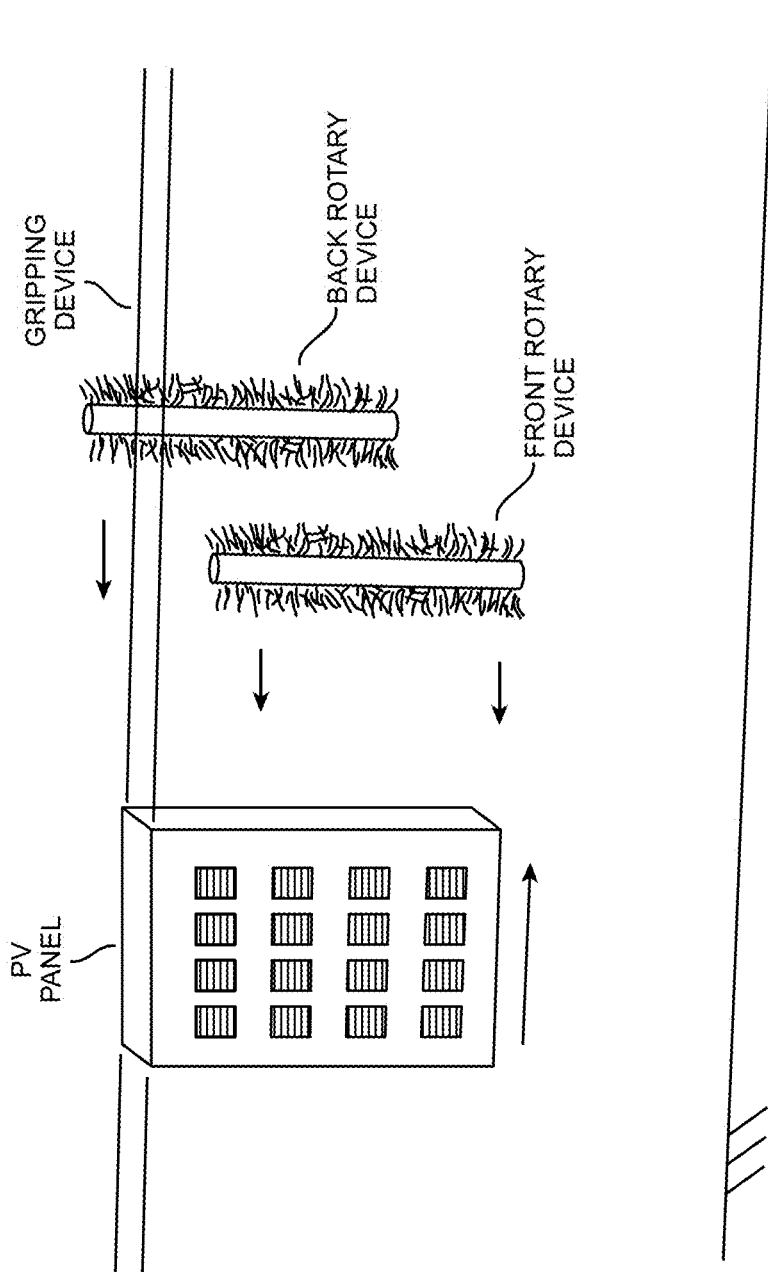 GRIPPING
DEVICE
BACK ROTARY
DEVICE
FRONT ROTARY
DEVICE
PV
PANEL